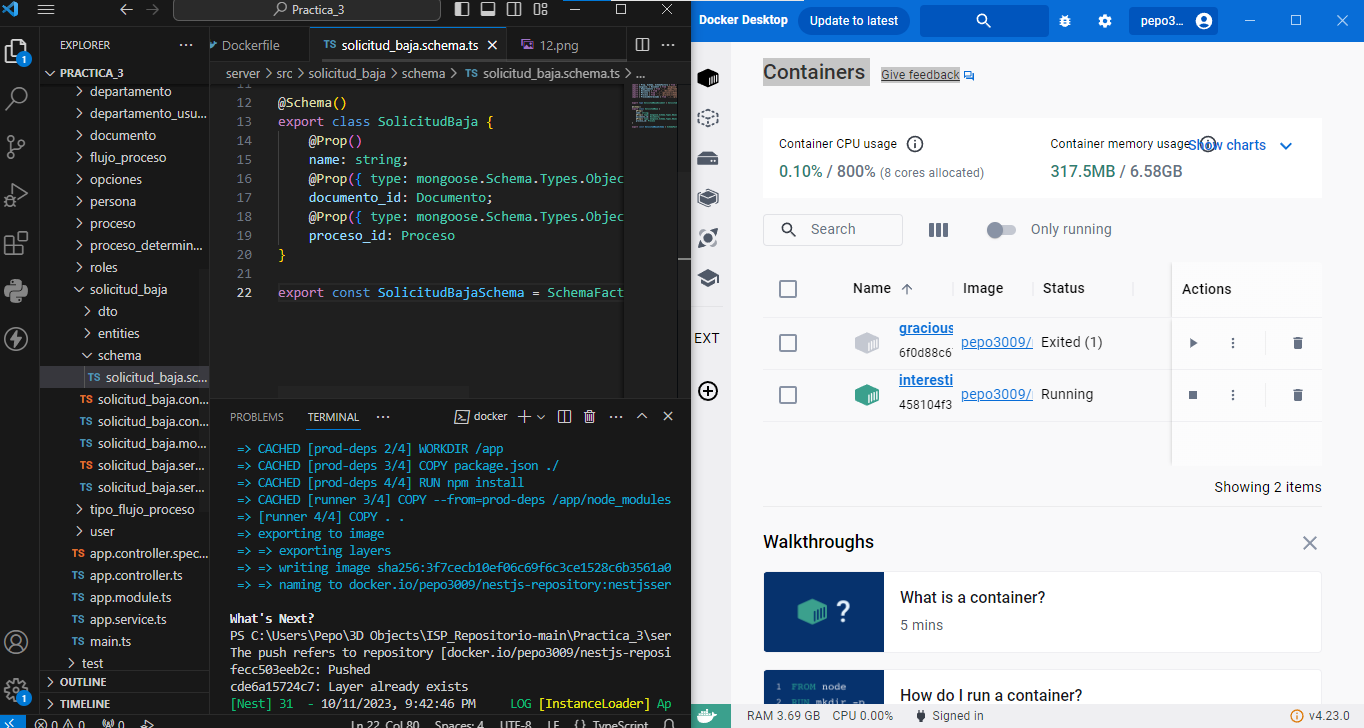 Practica_3
EXPLORER
PRACTICA_3
departamento
departamento_usu...
documento
flujo_proceso
opciones
persona
proceso
proceso_determin...
roles
solicitud_baja
dto
entities
schema
TS solicitud_baja.sc...
TS solicitud_baja.con...
TS solicitud_baja.con...
TS solicitud_baja.mo...
TS solicitud_baja.ser...
TS solicitud_baja.ser...
tipo_flujo_proceso
user
TS app.controller.spec...
TS app.controller.ts
TS app.module.ts
TS app.service.ts
TS main.ts
test
OUTLINE
TIMELINE
1
1
Dockerfile
TS solicitud_baja.schema.ts
12.png
server > src > solicitud_baja > schema > TS solicitud_baja.schema.ts > ...
11
12 @Schema()
13 export class SolicitudBaja {
14 @Prop()
15 name: string;
16 @Prop({ type: mongoose.Schema.Types.Objec
17 documento_id: Documento;
18 @Prop({ type: mongoose.Schema.Types.Objec
19 proceso_id: Proceso
20 }
21
22 export const SolicitudBajaSchema = SchemaFact
PROBLEMS TERMINAL ... docker
=> CACHED [prod-deps 2/4] WORKDIR /app
=> CACHED [prod-deps 3/4] COPY package.json ./
=> CACHED [prod-deps 4/4] RUN npm install
=> CACHED [runner 3/4] COPY --from=prod-deps /app/node_modules
=> [runner 4/4] COPY . .
=> exporting to image
=> => exporting layers
=> => writing image sha256:3f7cecb10ef06c69f6c3ce1528c6b3561a0
=> => naming to docker.io/pepo3009/nestjs-repository:nestjsser
What's Next?
PS C:\Users\Pepo\3D Objects\ISP_Repositorio-main\Practica_3\ser
The push refers to repository [docker.io/pepo3009/nestjs-reposi
fecc503eeb2c: Pushed
cde6a15724c7: Layer already exists
[Nest] 31 - 10/11/2023, 9:42:46 PM LOG [InstanceLoader] Ap
0 0 0 Ln 22, Col 80 Spaces: 4 UTF-8 LF {} TypeScript
Docker Desktop
Update to latest
pepo3...
Containers
Give feedback
Container CPU usage
0.10% / 800% (8 cores allocated)
Container memory usage
317.5MB / 6.58GB
Show charts
Search
Only running
Name Image Status Actions
gracious
6f0d88c6
pepo3009/
Exited (1)
interesti
458104f3
pepo3009/
Running
Showing 2 items
EXT
Walkthroughs
?
What is a container?
5 mins
1 FROM node
2 RUN mkdir -p
How do I run a container?
RAM 3.69 GB CPU 0.00% Signed in
v4.23.0